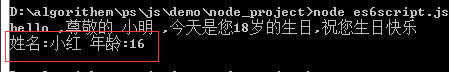 D:\algorithem\ps\js\demo\node_project>node es6script.js
hello ,尊敬的 小明 ,今天是您18岁的生日,祝您生日快乐
姓名:小红 年龄:16